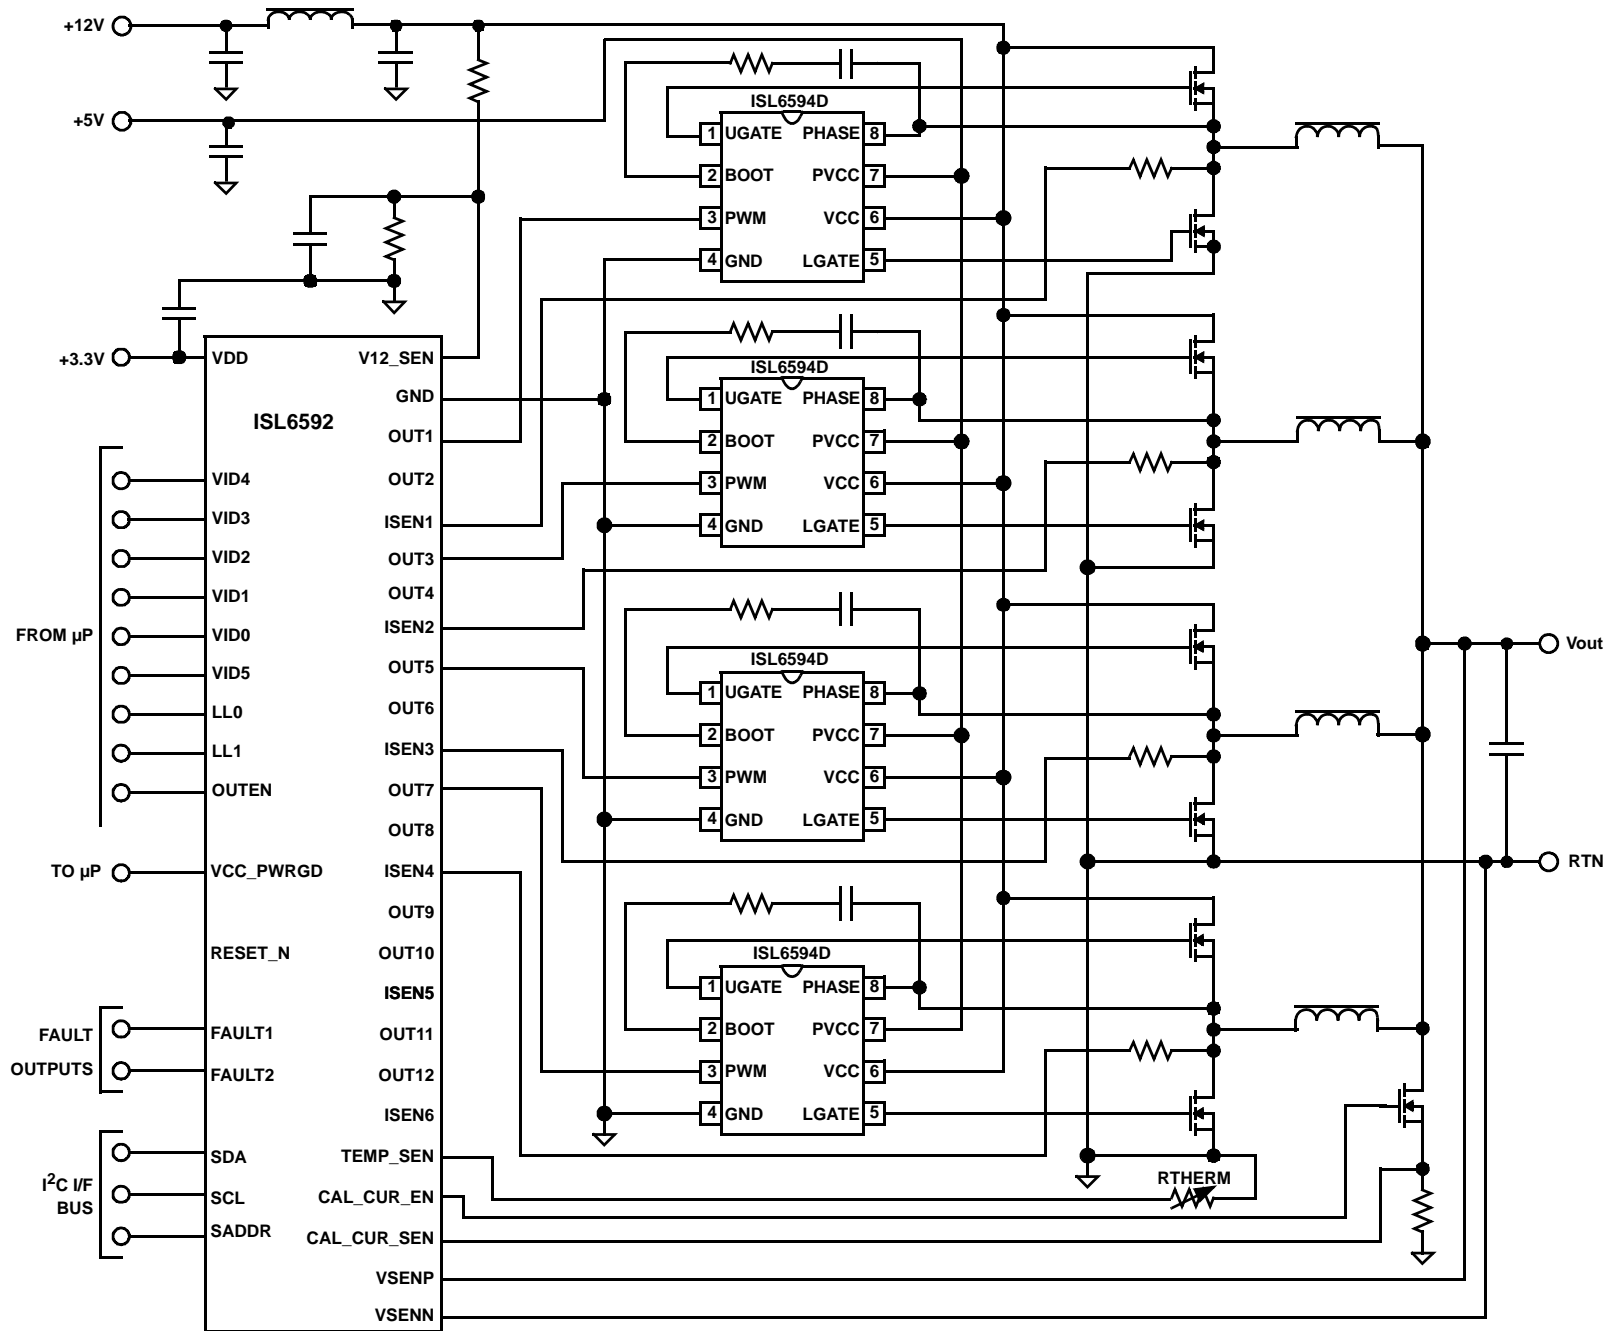 +12V
+5V
+3.3V
ISL6592
VDD
V12_SEN
GND
OUT1
OUT2
ISEN1
OUT3
OUT4
ISEN2
OUT5
OUT6
ISEN3
OUT7
OUT8
ISEN4
OUT9
OUT10
ISEN5
OUT11
OUT12
ISEN6
TEMP_SEN
CAL_CUR_EN
CAL_CUR_SEN
VSENP
VSENN
FROM µP
VID4
VID3
VID2
VID1
VID0
VID5
LL0
LL1
OUTEN
TO µP
VCC_PWRGD
RESET_N
FAULT
OUTPUTS
FAULT1
FAULT2
I2C I/F
BUS
SDA
SCL
SADDR
ISL6594D
1 UGATE PHASE 8
2 BOOT PVCC 7
3 PWM VCC 6
4 GND LGATE 5
ISL6594D
1 UGATE PHASE 8
2 BOOT PVCC 7
3 PWM VCC 6
4 GND LGATE 5
ISL6594D
1 UGATE PHASE 8
2 BOOT PVCC 7
3 PWM VCC 6
4 GND LGATE 5
ISL6594D
1 UGATE PHASE 8
2 BOOT PVCC 7
3 PWM VCC 6
4 GND LGATE 5
RTHERM
Vout
RTN